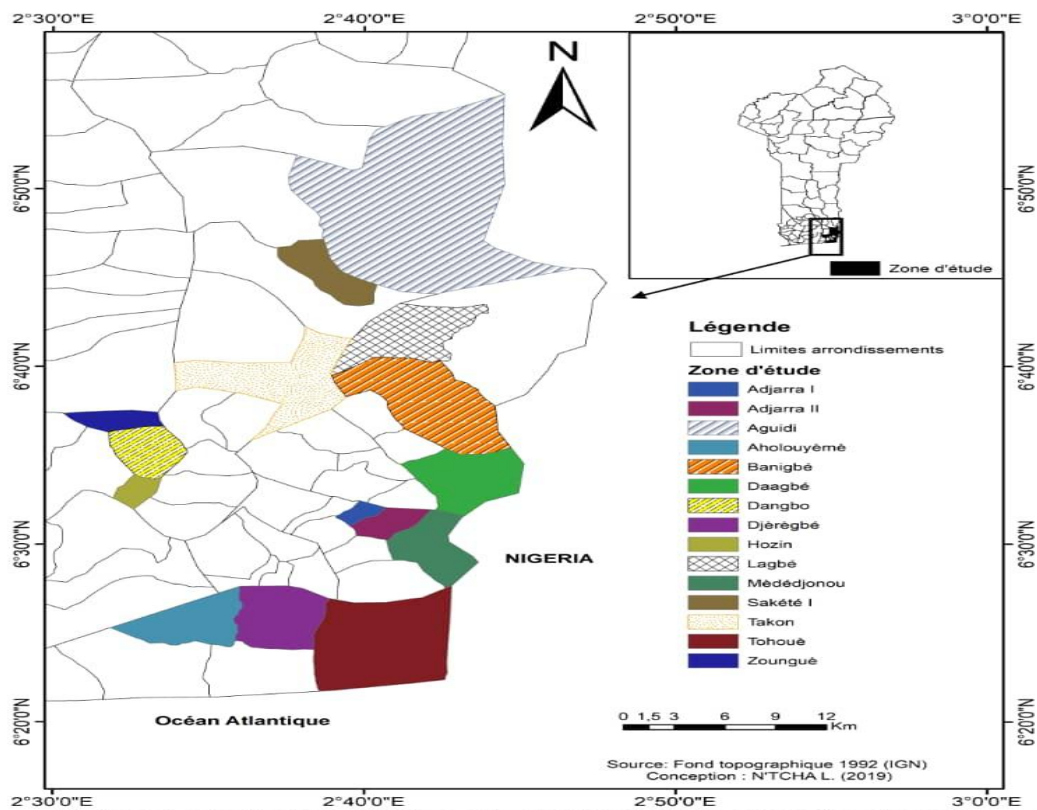 2°30'0"E 2°40'0"E 2°50'0"E 3°0'0"E
N
6°50'0"N 6°50'0"N
Zone d'étude
Légende
Limites arrondissements
Zone d'étude
6°40'0"N 6°40'0"N
Adjarra I
Adjarra II
Aguidi
Aholouyèmè
Banigbé
Daagbé
Dangbo
Djèrègbé
Hozin
6°30'0"N 6°30'0"N
NIGERIA
Lagbé
Mèdédjonou
Sakété I
Takon
Tohouè
Zoungué
Océan Atlantique
6°20'0"N 6°20'0"N
0 1,5 3 6 9 12
Km
Source: Fond topographique 1992 (IGN)
Conception : N'TCHA L. (2019)
2°30'0"E 2°40'0"E 2°50'0"E 3°0'0"E